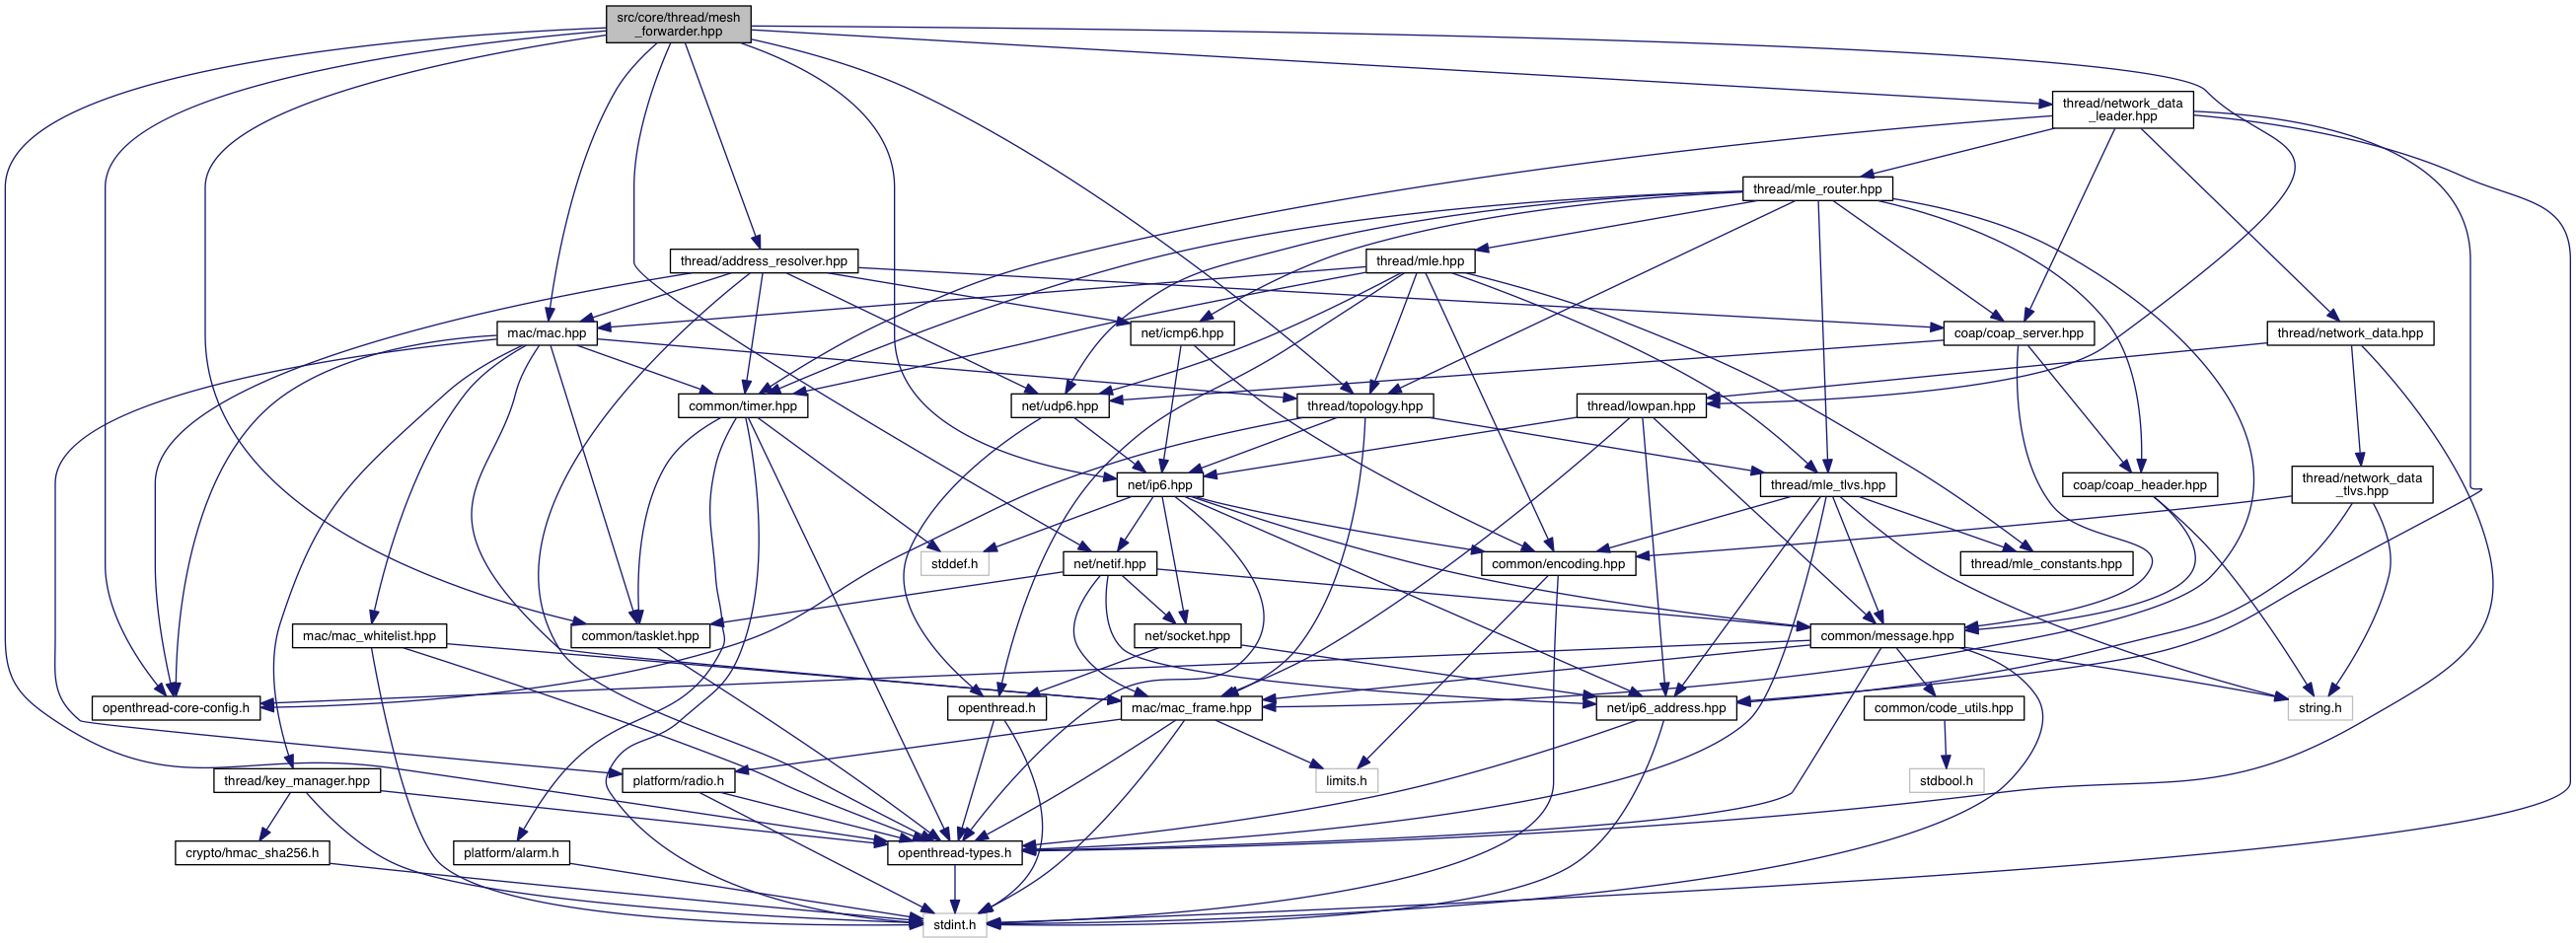 src/core/thread/mesh
_forwarder.hpp
thread/network_data
_leader.hpp
thread/mle_router.hpp
thread/address_resolver.hpp
thread/mle.hpp
mac/mac.hpp
net/icmp6.hpp
coap/coap_server.hpp
thread/network_data.hpp
common/timer.hpp
net/udp6.hpp
thread/topology.hpp
thread/lowpan.hpp
net/ip6.hpp
thread/mle_tlvs.hpp
coap/coap_header.hpp
thread/network_data
_tlvs.hpp
stddef.h
net/netif.hpp
common/encoding.hpp
thread/mle_constants.hpp
mac/mac_whitelist.hpp
common/tasklet.hpp
net/socket.hpp
common/message.hpp
openthread-core-config.h
openthread.h
mac/mac_frame.hpp
net/ip6_address.hpp
common/code_utils.hpp
string.h
thread/key_manager.hpp
platform/radio.h
limits.h
stdbool.h
crypto/hmac_sha256.h
platform/alarm.h
openthread-types.h
stdint.h